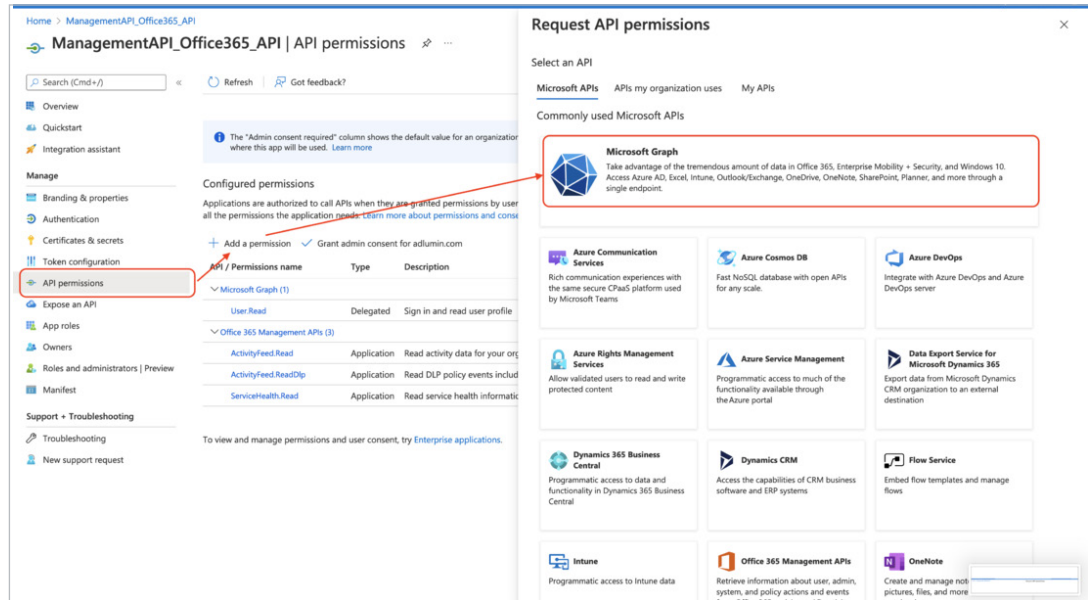 Home > ManagementAPI_Office365_API
ManagementAPI_Office365_API | API permissions
Search (Cmd+/)
Overview
Quickstart
Integration assistant
Manage
Branding & properties
Authentication
Certificates & secrets
Token configuration
API permissions
Expose an API
App roles
Owners
Roles and administrators | Preview
Manifest
Support + Troubleshooting
Troubleshooting
New support request
Refresh
Got feedback?
The "Admin consent required" column shows the default value for an organization
where this app will be used. Learn more
Configured permissions
Applications are authorized to call APIs when they are granted permissions by user
all the permissions the application needs. Learn more about permissions and conse
Add a permission
Grant admin consent for adlumin.com
API / Permissions name Type Description
Microsoft Graph (1)
User.Read Delegated Sign in and read user profile
Office 365 Management APIs (3)
ActivityFeed.Read Application Read activity data for your org
ActivityFeed.ReadDlp Application Read DLP policy events includ
ServiceHealth.Read Application Read service health informatic
To view and manage permissions and user consent, try Enterprise applications.
Request API permissions
Select an API
Microsoft APIs APIs my organization uses My APIs
Commonly used Microsoft APIs
Microsoft Graph
Take advantage of the tremendous amount of data in Office 365, Enterprise Mobility + Security, and Windows 10.
Access Azure AD, Excel, Intune, Outlook/Exchange, OneDrive, OneNote, SharePoint, Planner, and more through a
single endpoint.
Azure Communication
Services
Rich communication experiences with
the same secure CPaaS platform used
by Microsoft Teams
Azure Cosmos DB
Fast NoSQL database with open APIs
for any scale.
Azure DevOps
Integrate with Azure DevOps and Azure
DevOps server
Azure Rights Management
Services
Allow validated users to read and write
protected content
Azure Service Management
Programmatic access to much of the
functionality available through
the Azure portal
Data Export Service for
Microsoft Dynamics 365
Export data from Microsoft Dynamics
CRM organization to an external
destination
Dynamics 365 Business
Central
Programmatic access to data and
functionality in Dynamics 365 Business
Central
Dynamics CRM
Access the capabilities of CRM business
software and ERP systems
Flow Service
Embed flow templates and manage
flows
Intune
Programmatic access to Intune data
Office 365 Management APIs
Retrieve information about user, admin,
system, and policy actions and events
OneNote
Create and manage not
pictures, files, and more